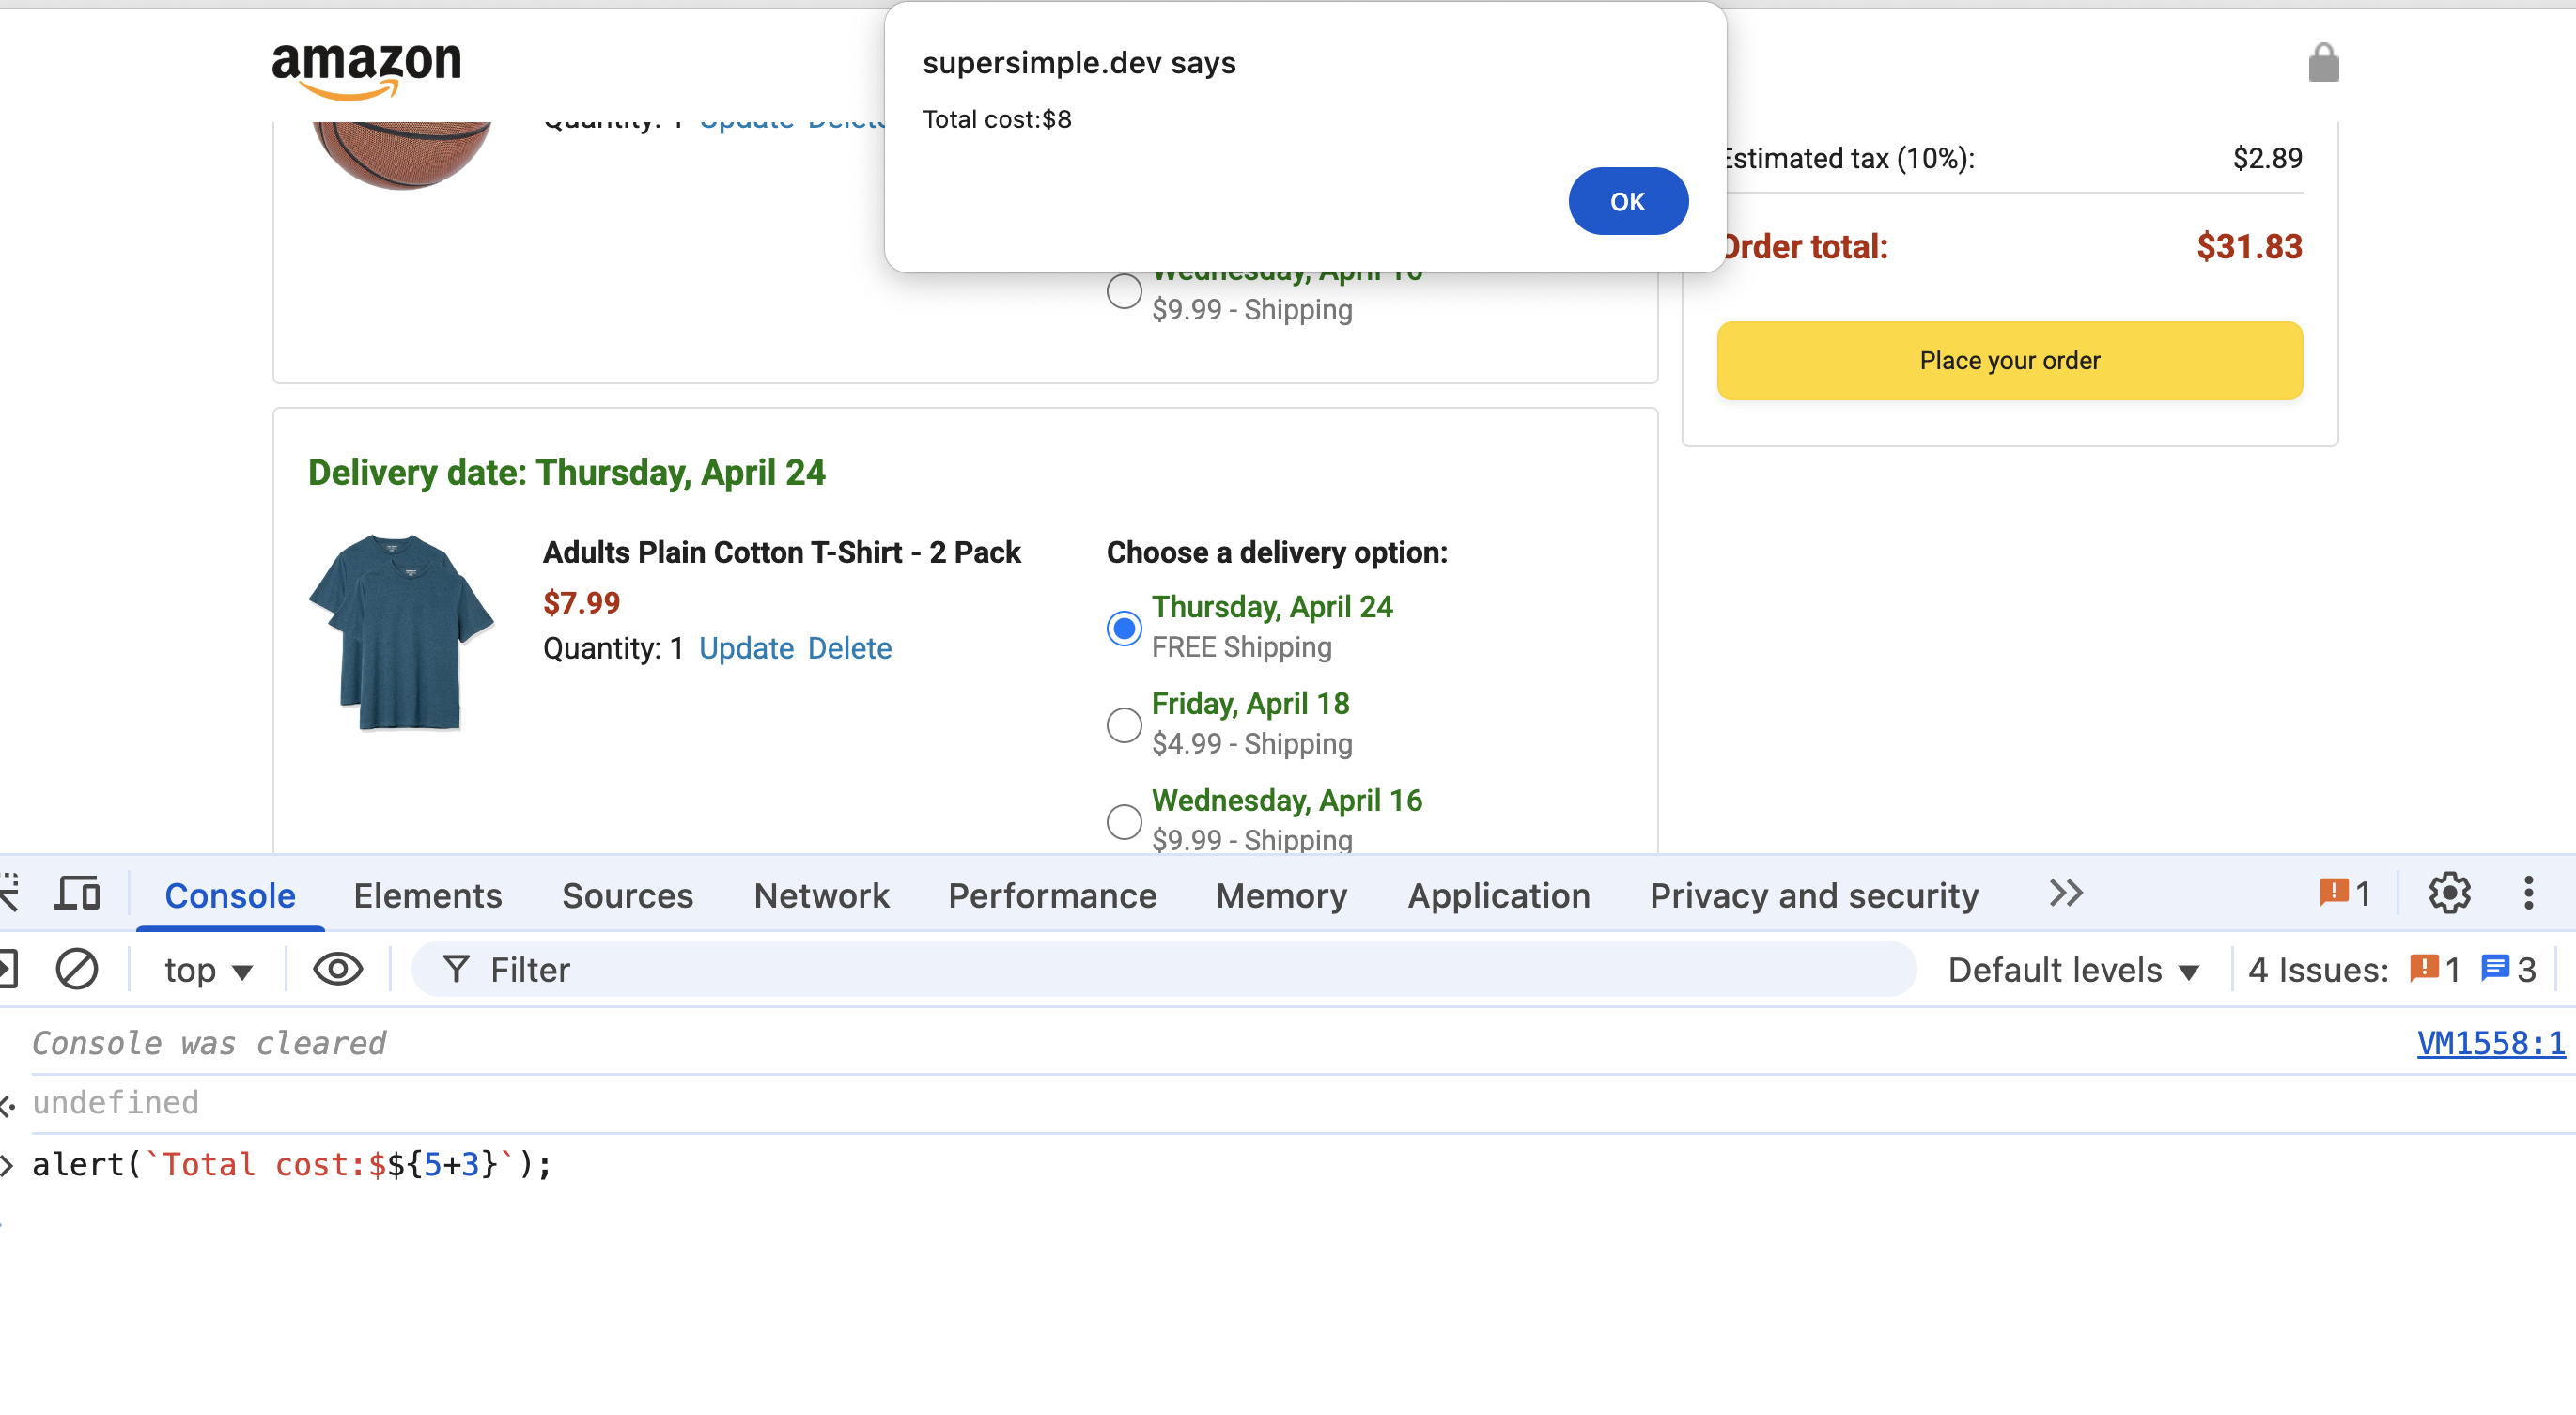 amazon
supersimple.dev says
Total cost:$8
OK
Quantity: 1 Update Delete
Wednesday, April 16
$9.99 - Shipping
Estimated tax (10%): $2.89
Order total: $31.83
Place your order
Delivery date: Thursday, April 24
Adults Plain Cotton T-Shirt - 2 Pack
$7.99
Quantity: 1 Update Delete
Choose a delivery option:
Thursday, April 24
FREE Shipping
Friday, April 18
$4.99 - Shipping
Wednesday, April 16
$9.99 - Shipping
Console Elements Sources Network Performance Memory Application Privacy and security 1
top Filter Default levels 4 Issues: 1 3
Console was cleared VM1558:1
undefined
alert(`Total cost:$${5+3}`);